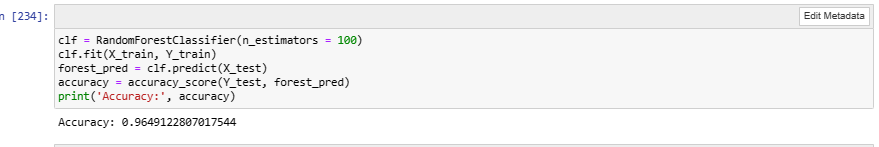 n [234]:
Edit Metadata
clf = RandomForestClassifier(n_estimators = 100)
clf.fit(X_train, Y_train)
forest_pred = clf.predict(X_test)
accuracy = accuracy_score(Y_test, forest_pred)
print('Accuracy:', accuracy)
Accuracy: 0.9649122807017544